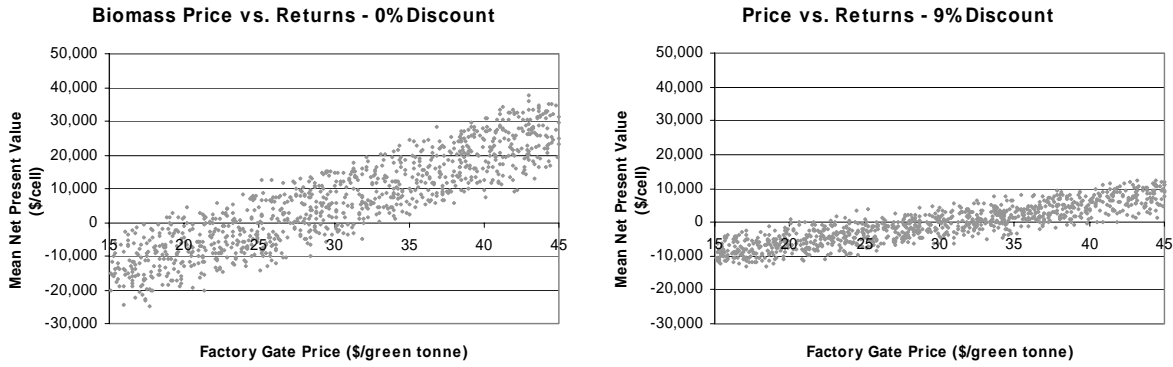 Biomass Price vs. Returns - 0% Discount
50,000
40,000
30,000
20,000
10,000
0
-10,000
-20,000
-30,000
15 20 25 30 35 40 45
Mean Net Present Value
($/cell)
Factory Gate Price ($/green tonne)
Price vs. Returns - 9% Discount
50,000
40,000
30,000
20,000
10,000
0
-10,000
-20,000
-30,000
15 20 25 30 35 40 45
Mean Net Present Value
($/cell)
Factory Gate Price ($/green tonne)